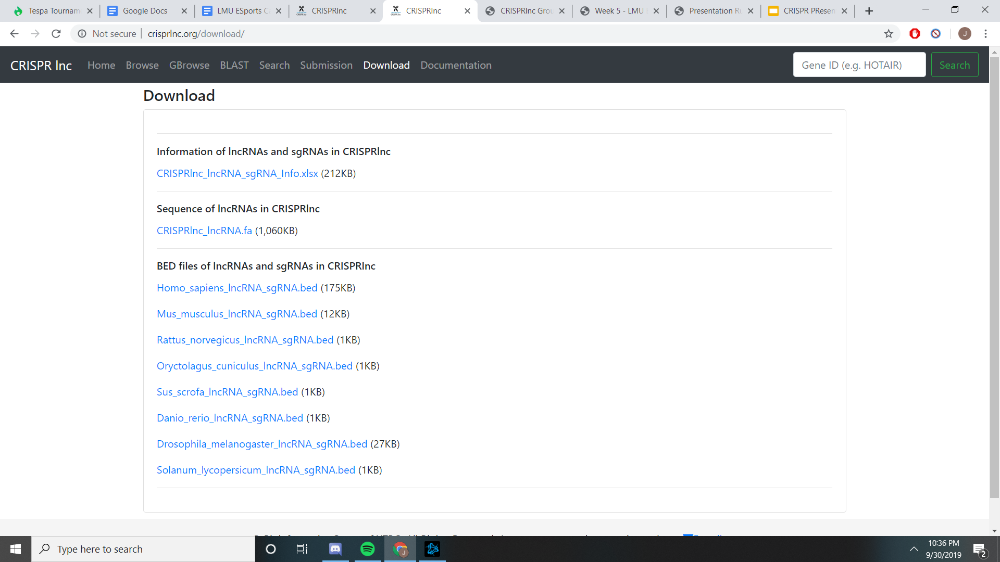 Tespa Tournam
Google Docs
LMU ESports C
CRISPRlnc
CRISPRlnc
CRISPRlnc Grou
Week 5 - LMU
Presentation Ru
CRISPR PResen
Not secure | crisprlnc.org/download/
J
CRISPR lnc Home Browse GBrowse BLAST Search Submission Download Documentation Gene ID (e.g. HOTAIR) Search
Download
Information of lncRNAs and sgRNAs in CRISPRlnc
CRISPRlnc_lncRNA_sgRNA_Info.xlsx (212KB)
Sequence of lncRNAs in CRISPRlnc
CRISPRlnc_lncRNA.fa (1,060KB)
BED files of lncRNAs and sgRNAs in CRISPRlnc
Homo_sapiens_lncRNA_sgRNA.bed (175KB)
Mus_musculus_lncRNA_sgRNA.bed (12KB)
Rattus_norvegicus_lncRNA_sgRNA.bed (1KB)
Oryctolagus_cuniculus_lncRNA_sgRNA.bed (1KB)
Sus_scrofa_lncRNA_sgRNA.bed (1KB)
Danio_rerio_lncRNA_sgRNA.bed (1KB)
Drosophila_melanogaster_lncRNA_sgRNA.bed (27KB)
Solanum_lycopersicum_lncRNA_sgRNA.bed (1KB)
Type here to search
J
10:36 PM
9/30/2019
2